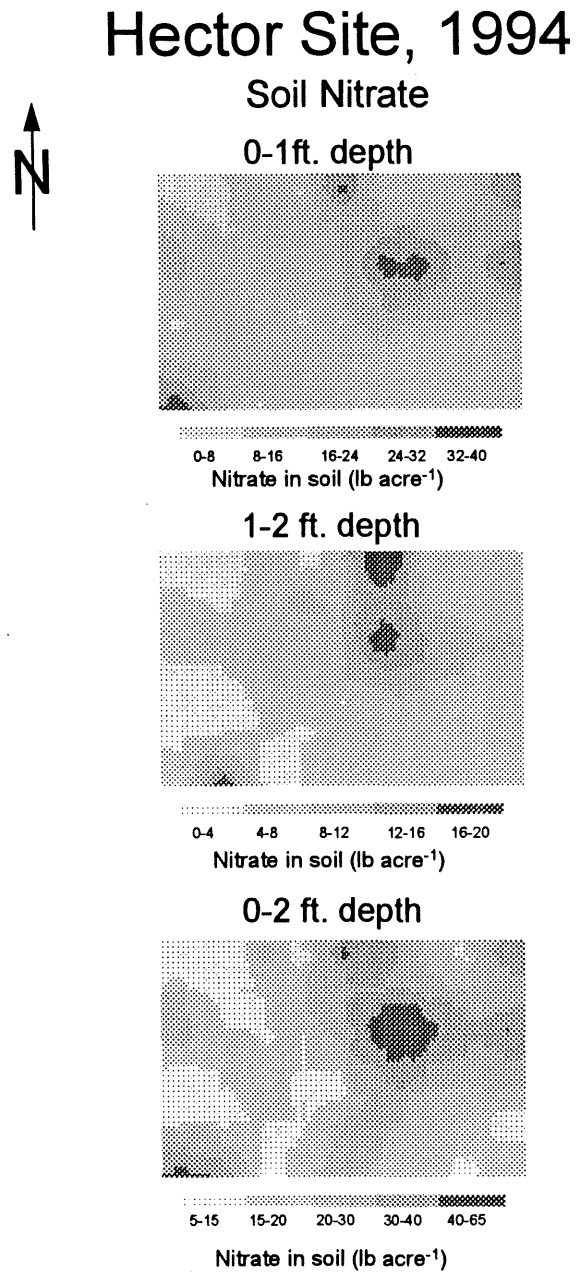 Hector Site, 1994
Soil Nitrate
N
0-1ft. depth
0-8 8-16 16-24 24-32 32-40
Nitrate in soil (lb acre⁻¹)
1-2 ft. depth
0-4 4-8 8-12 12-16 16-20
Nitrate in soil (lb acre⁻¹)
0-2 ft. depth
5-15 15-20 20-30 30-40 40-65
Nitrate in soil (lb acre⁻¹)